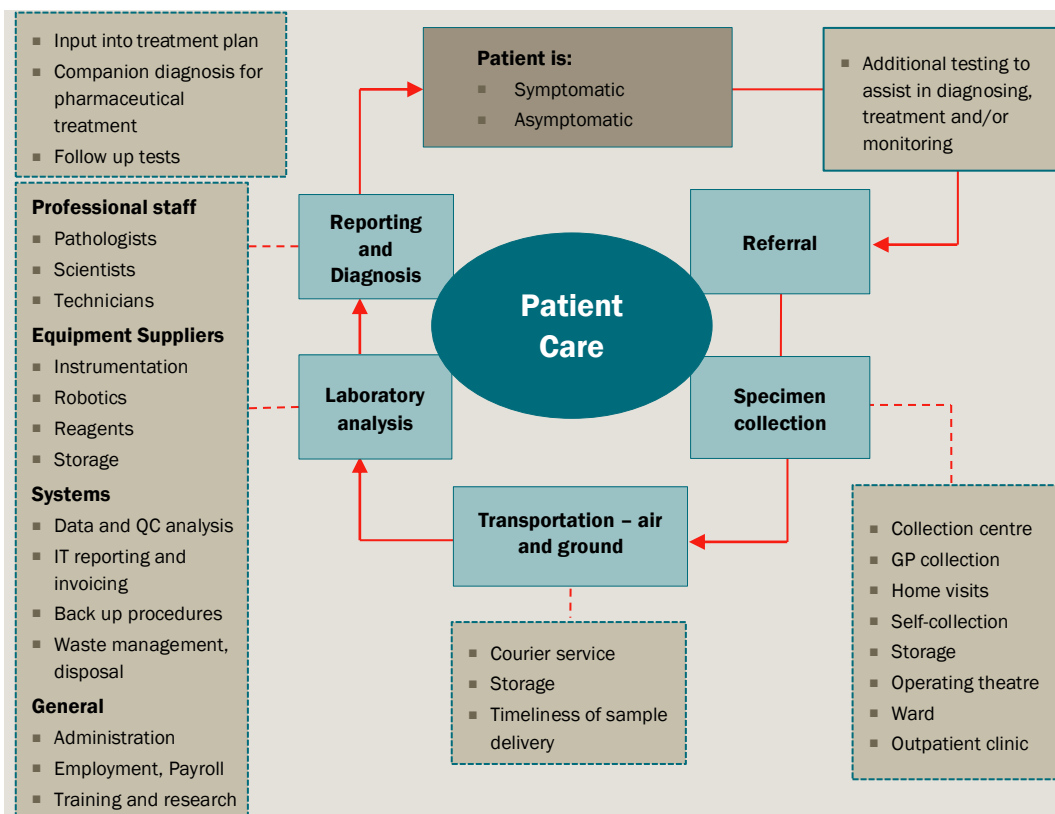 Input into treatment plan
Companion diagnosis for
pharmaceutical
treatment
Follow up tests
Patient is:
Symptomatic
Asymptomatic
Additional testing to
assist in diagnosing,
treatment and/or
monitoring
Professional staff
Pathologists
Scientists
Technicians
Equipment Suppliers
Instrumentation
Robotics
Reagents
Storage
Systems
Data and QC analysis
IT reporting and
invoicing
Back up procedures
Waste management,
disposal
General
Administration
Employment, Payroll
Training and research
Reporting
and
Diagnosis
Referral
Patient
Care
Laboratory
analysis
Specimen
collection
Transportation – air
and ground
Courier service
Storage
Timeliness of sample
delivery
Collection centre
GP collection
Home visits
Self-collection
Storage
Operating theatre
Ward
Outpatient clinic